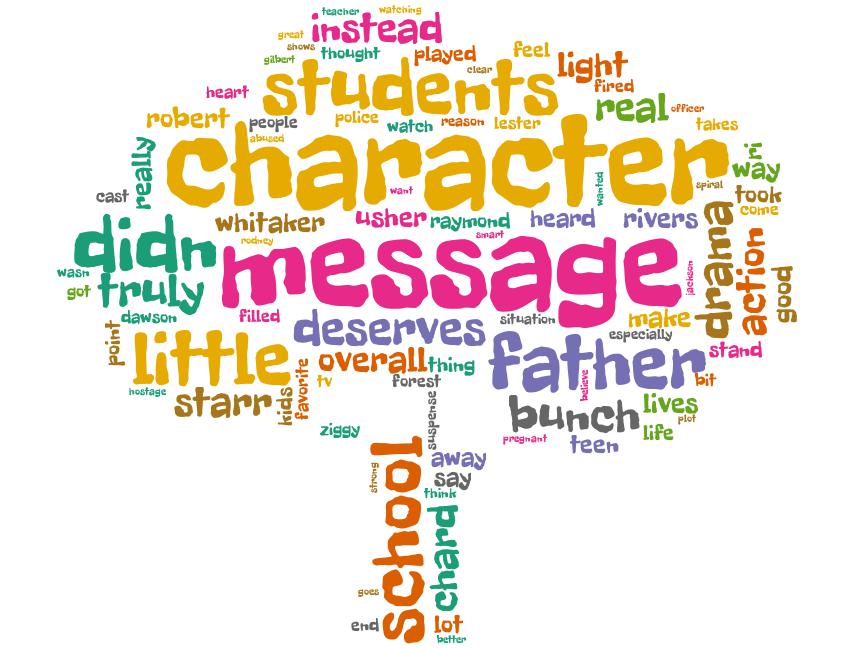 teacher watching
great instead
shows thought played feel
gilbert clear light
heart students fired
real officer
robert people police watch reason lester takes
abused
really character ri
way
cast want wanted spiral took
come
whitaker usher raymond heard rivers drama
didn rodney smart action
wasn message jackson good
got truly
dawson filled situation make
point deserves especially
little overall thing father stand
favorite tv forest believe bit
hostage
starr kids suspense bunch lives
plot
ziggy pregnant teen life
school away
strong say
think
chard
goes
end lot
better